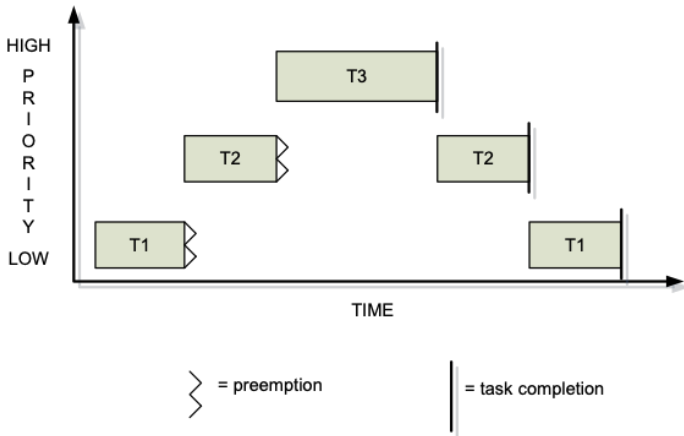 HIGH
P
R
I
O
R
I
T
Y
LOW
T3
T2
T2
T1
T1
TIME
= preemption
= task completion